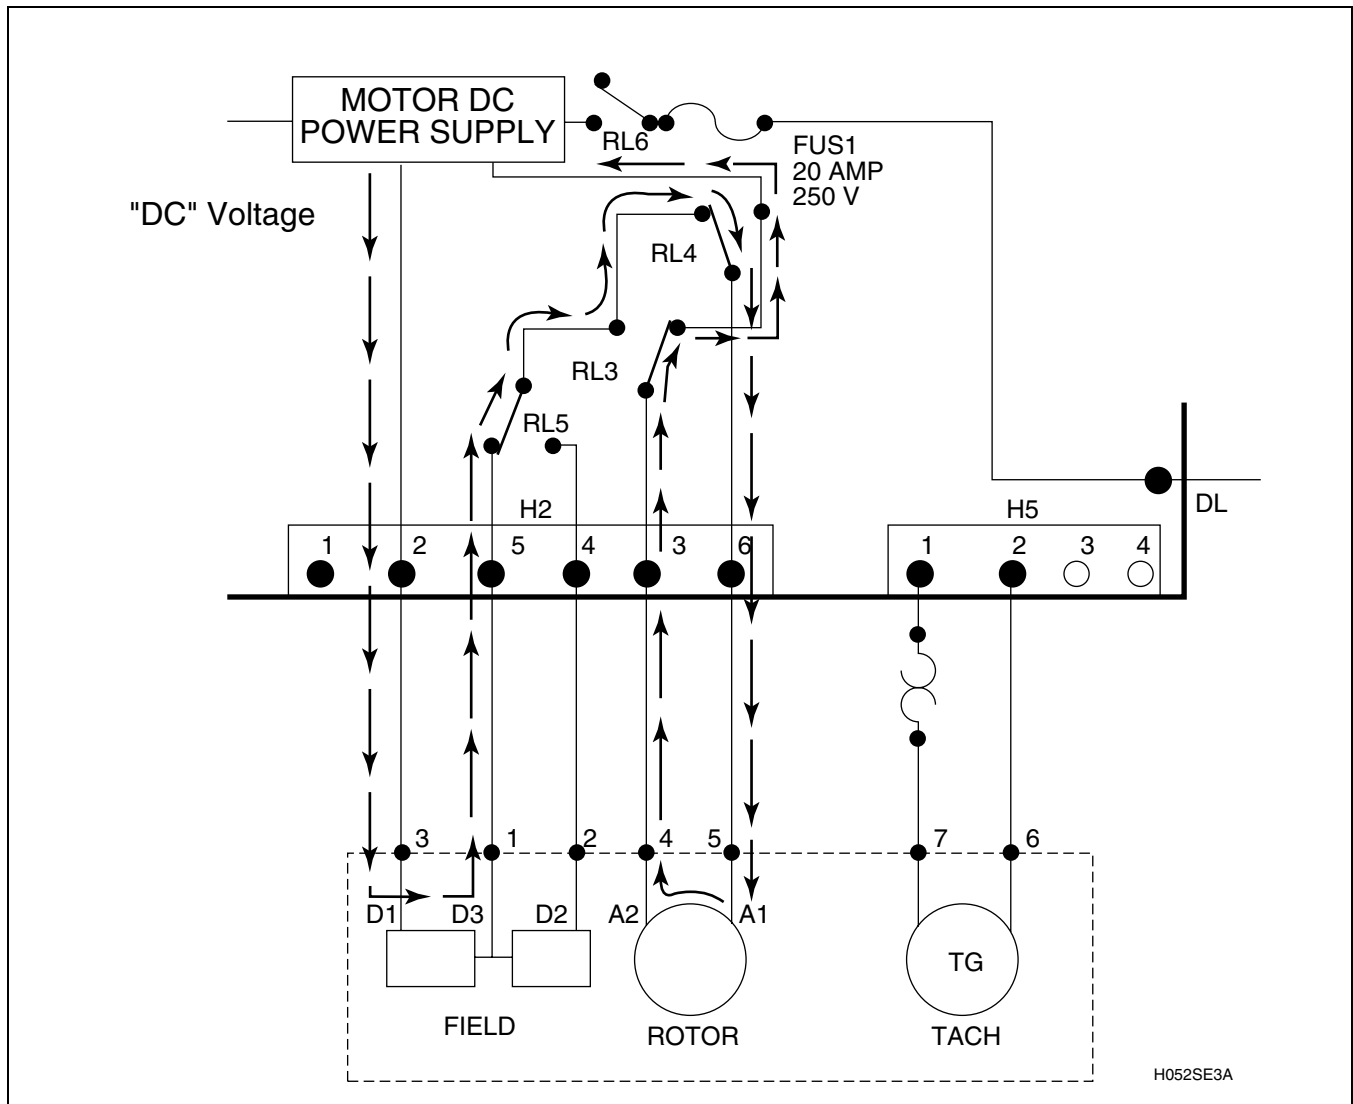 MOTOR DC
POWER SUPPLY
RL6
FUS1
20 AMP
250 V
"DC" Voltage
RL4
RL3
RL5
H2
H5
DL
1 2 5 4 3 6
1 2 3 4
3 1 2 4 5 7 6
D1 D3 D2 A2 A1
TG
FIELD
ROTOR
TACH
H052SE3A